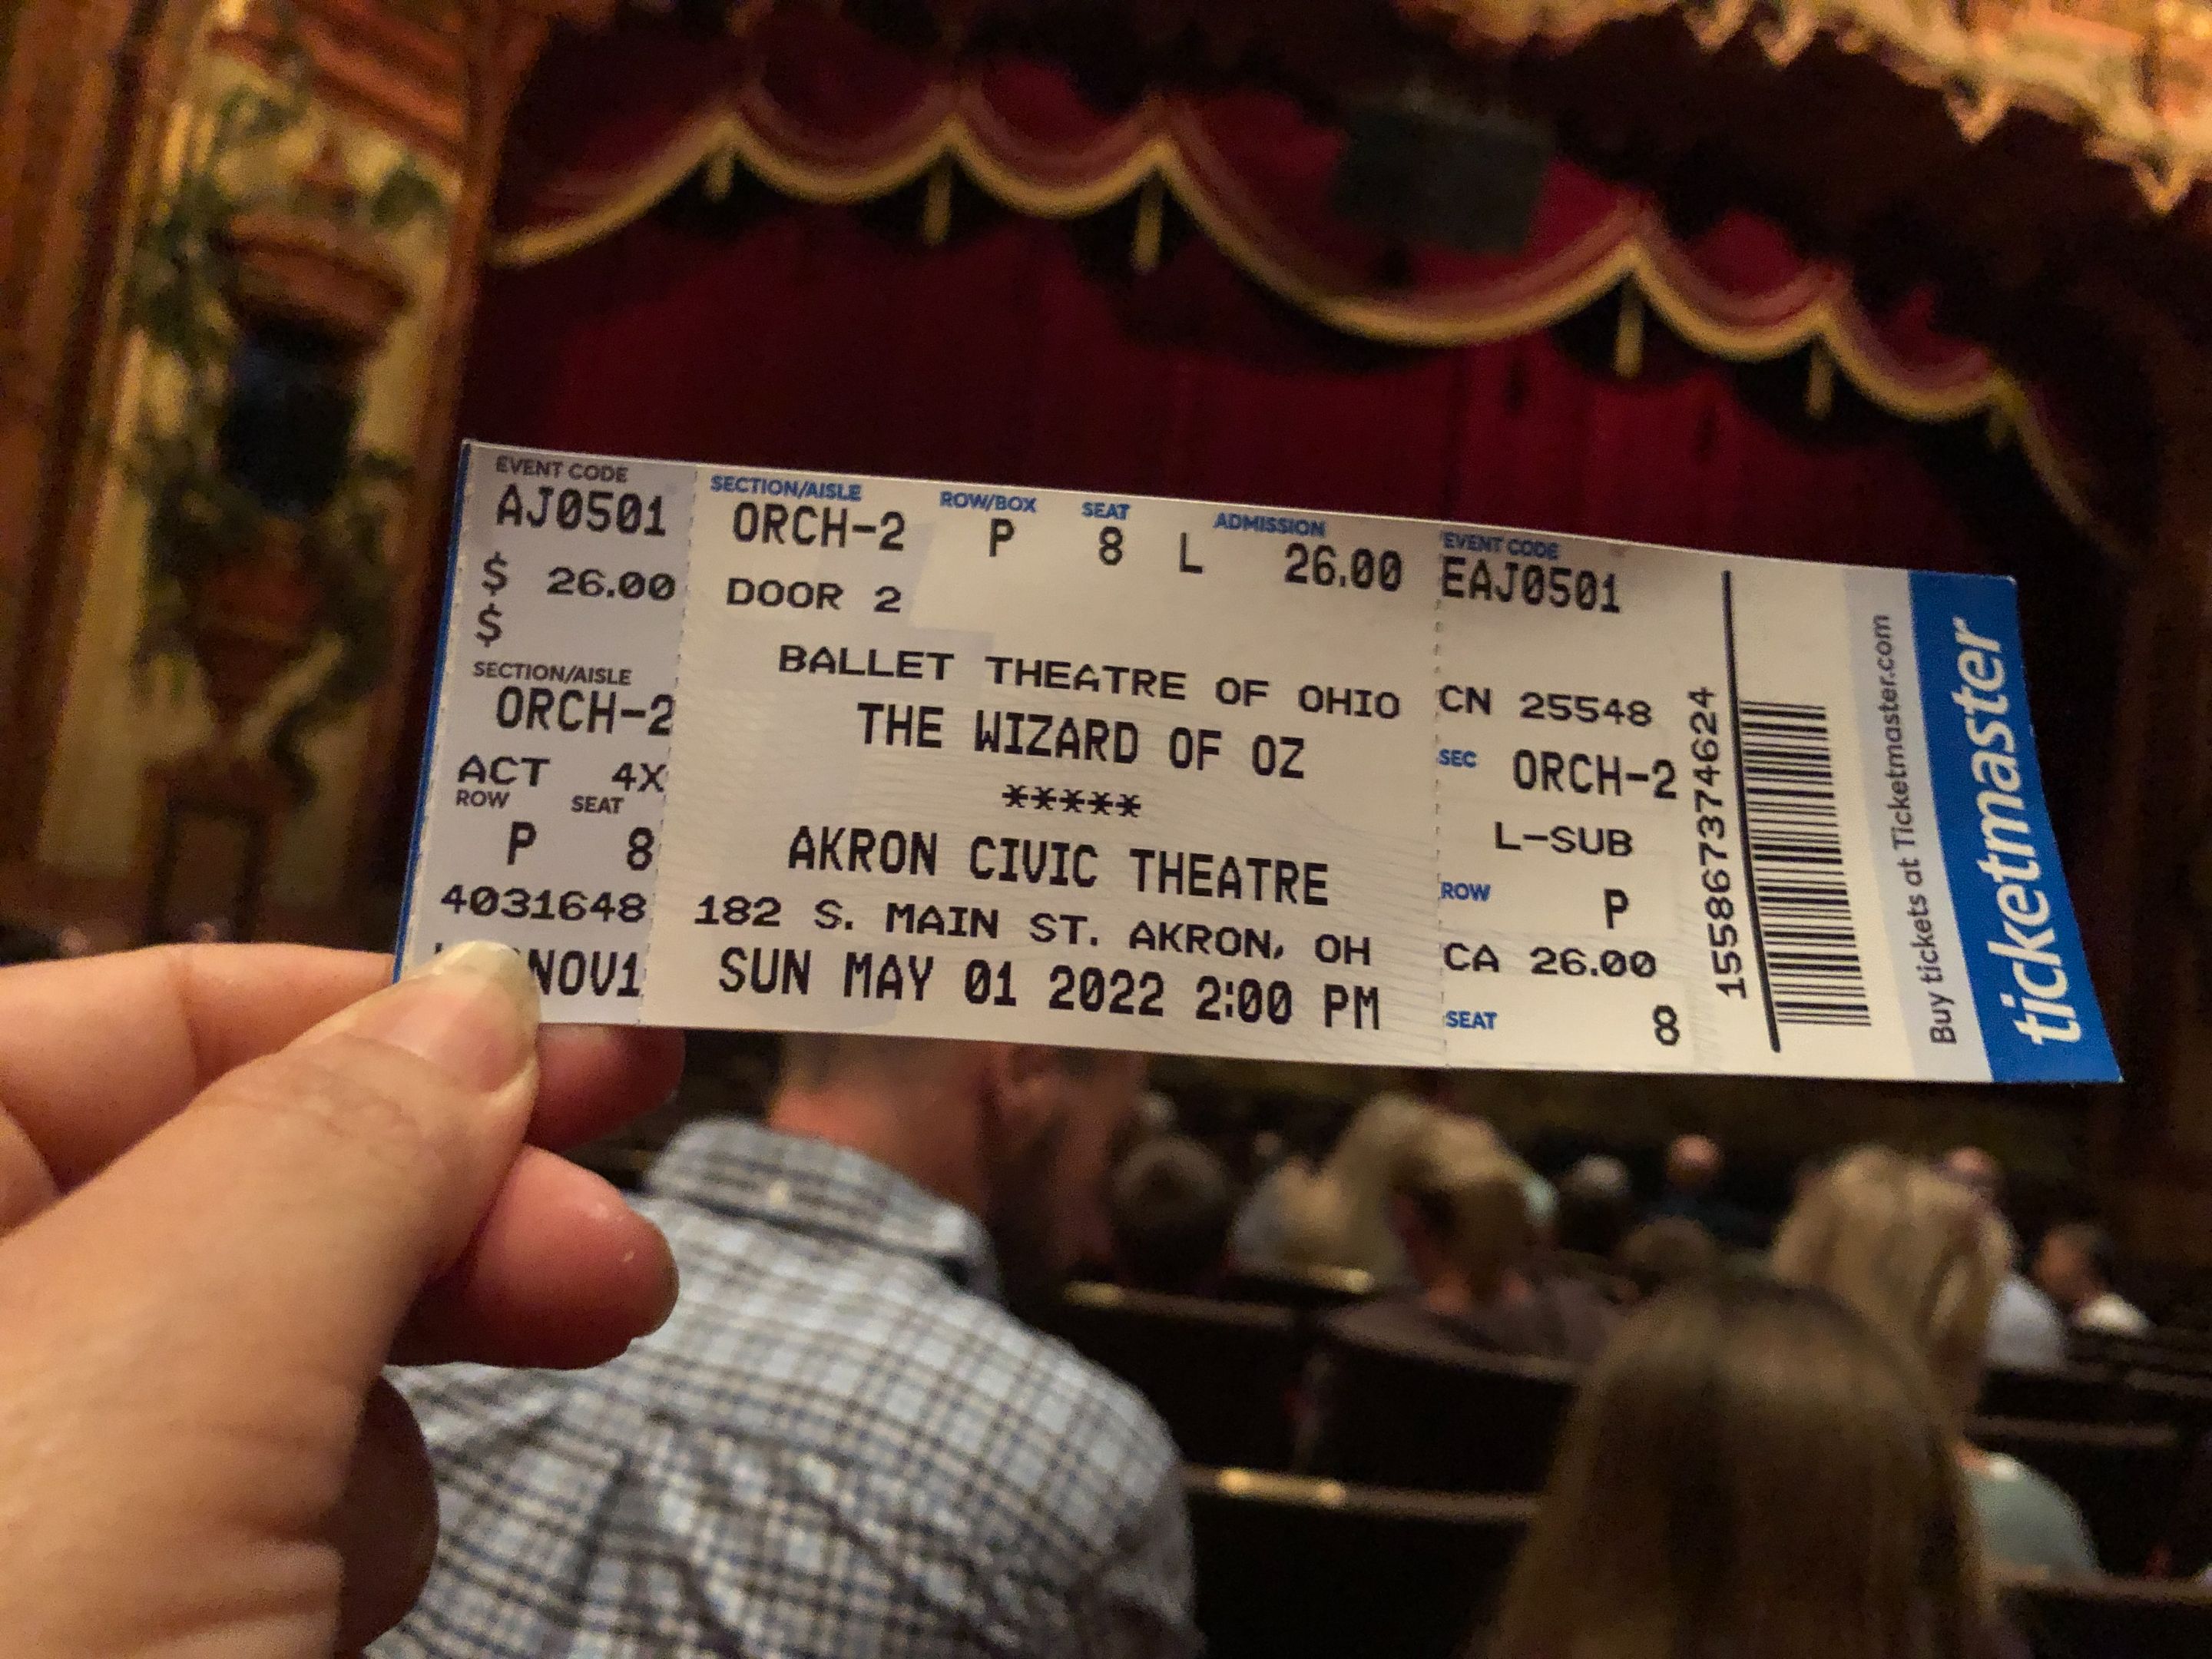 EVENT CODE
AJ0501
$ 26.00
$
SECTION/AISLE
ORCH-2
ACT 4X
ROW SEAT
P 8
4031648
NOV1
SECTION/AISLE ROW/BOX SEAT ADMISSION
ORCH-2 P 8 L 26.00
DOOR 2
BALLET THEATRE OF OHIO
THE WIZARD OF OZ
*****
AKRON CIVIC THEATRE
182 S. MAIN ST. AKRON, OH
SUN MAY 01 2022 2:00 PM
EVENT CODE
EAJ0501
CN 25548
SEC ORCH-2
L-SUB
ROW P
CA 26.00
SEAT 8
155867374624
Buy tickets at Ticketmaster.com
ticketmaster